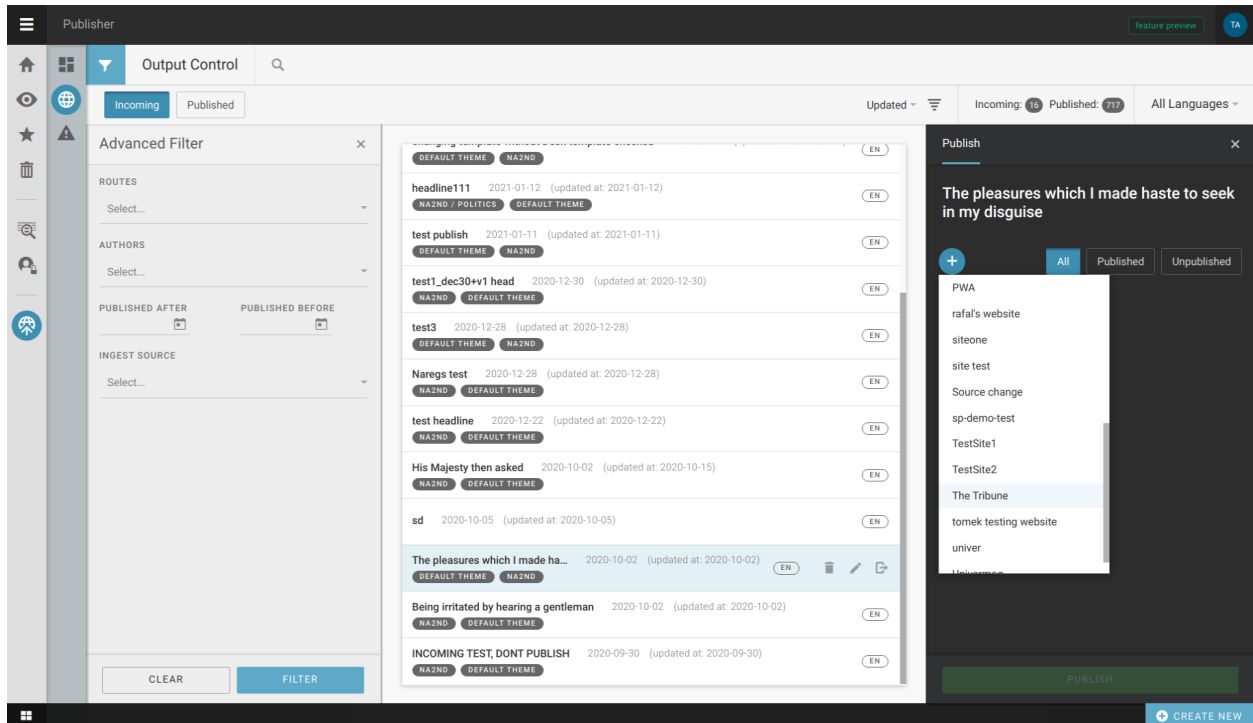 Publisher
feature preview
TA
Output Control
Incoming
Published
Updated
Incoming: 16 Published: 717
All Languages
Advanced Filter
ROUTES
Select...
AUTHORS
Select...
PUBLISHED AFTER
PUBLISHED BEFORE
INGEST SOURCE
Select...
CLEAR
FILTER
EN
DEFAULT THEME NA2ND
headline111 2021-01-12 (updated at: 2021-01-12)
EN
NA2ND / POLITICS DEFAULT THEME
test publish 2021-01-11 (updated at: 2021-01-11)
EN
DEFAULT THEME NA2ND
test1_dec30+v1 head 2020-12-30 (updated at: 2020-12-30)
EN
NA2ND DEFAULT THEME
test3 2020-12-28 (updated at: 2020-12-28)
EN
DEFAULT THEME NA2ND
Naregs test 2020-12-28 (updated at: 2020-12-28)
EN
NA2ND DEFAULT THEME
test headline 2020-12-22 (updated at: 2020-12-22)
EN
NA2ND DEFAULT THEME
His Majesty then asked 2020-10-02 (updated at: 2020-10-15)
EN
NA2ND DEFAULT THEME
sd 2020-10-05 (updated at: 2020-10-05)
EN
The pleasures which I made ha... 2020-10-02 (updated at: 2020-10-02)
EN
DEFAULT THEME NA2ND
Being irritated by hearing a gentleman 2020-10-02 (updated at: 2020-10-02)
EN
NA2ND DEFAULT THEME
INCOMING TEST, DONT PUBLISH 2020-09-30 (updated at: 2020-09-30)
EN
NA2ND DEFAULT THEME
Publish
The pleasures which I made haste to seek
in my disguise
All
Published
Unpublished
PWA
rafal's website
siteone
site test
Source change
sp-demo-test
TestSite1
TestSite2
The Tribune
tomek testing website
univer
PUBLISH
CREATE NEW